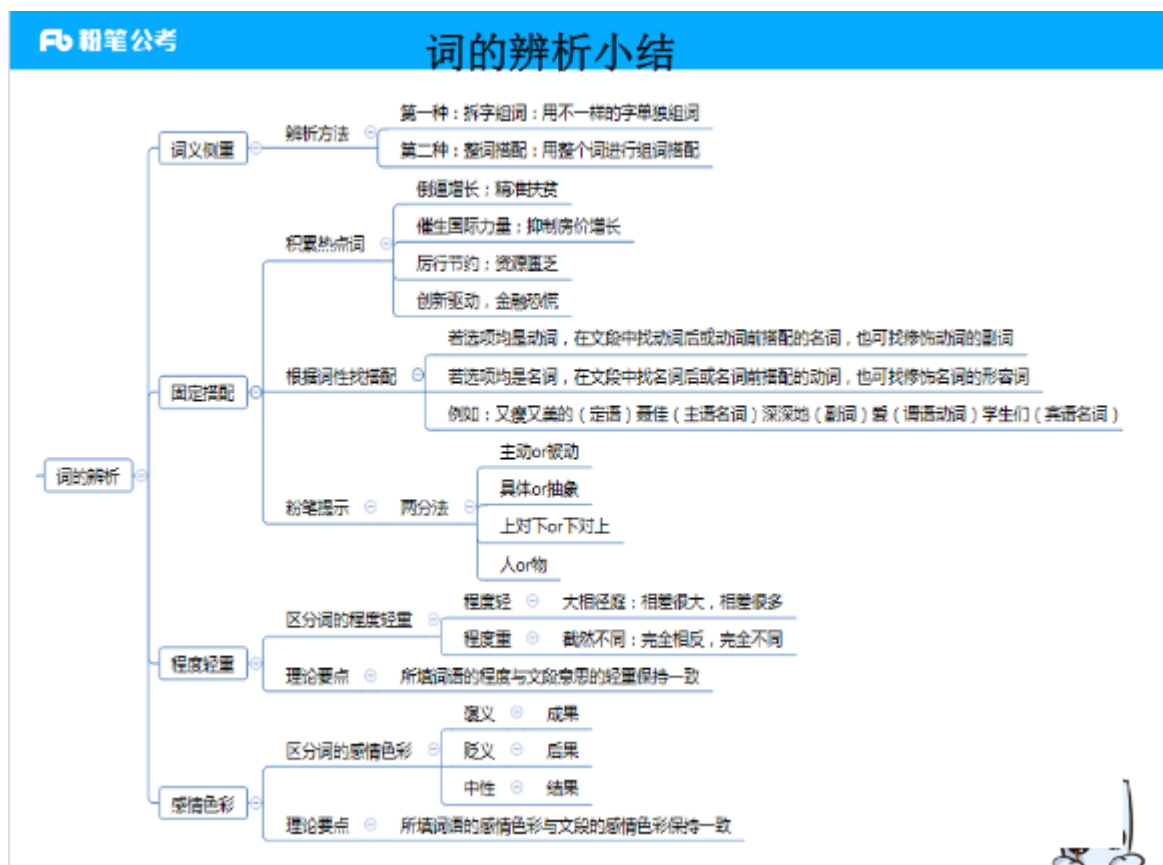 粉笔公考
词的辨析小结
词的辨析
词义侧重
辨析方法
第一种：拆字组词：用不一样的字单独组词
第二种：整词搭配：用整个词进行组词搭配
固定搭配
积累热点词
倒逼增长；精准扶贫
催生国际力量；抑制房价增长
厉行节约；资源匮乏
创新驱动，金融恐慌
根据词性找搭配
若选项均是动词，在文段中找动词后或动词前搭配的名词，也可找修饰动词的副词
若选项均是名词，在文段中找名词后或名词前搭配的动词，也可找修饰名词的形容词
例如：又瘦又美的（定语）聂佳（主语名词）深深地（副词）爱（谓语动词）学生们（宾语名词）
粉笔提示
两分法
主动or被动
具体or抽象
上对下or下对上
人or物
程度轻重
区分词的程度轻重
程度轻 大相径庭：相差很大，相差很多
程度重 截然不同：完全相反，完全不同
理论要点 所填词语的程度与文段意思的轻重保持一致
感情色彩
区分词的感情色彩
褒义 成果
贬义 后果
中性 结果
理论要点 所填词语的感情色彩与文段的感情色彩保持一致